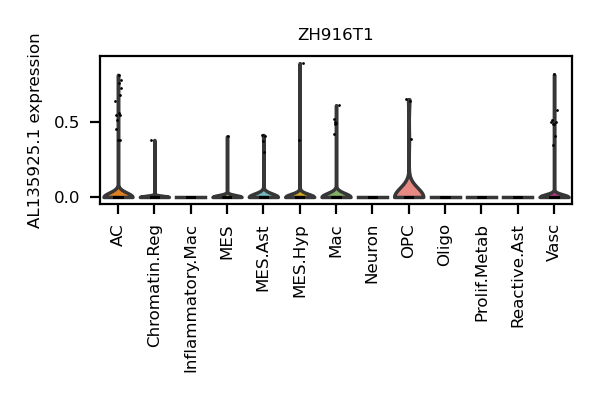 ZH916T1
AL135925.1 expression
0.5
0.0
AC
Chromatin.Reg
Inflammatory.Mac
MES
MES.Ast
MES.Hyp
Mac
Neuron
OPC
Oligo
Prolif.Metab
Reactive.Ast
Vasc